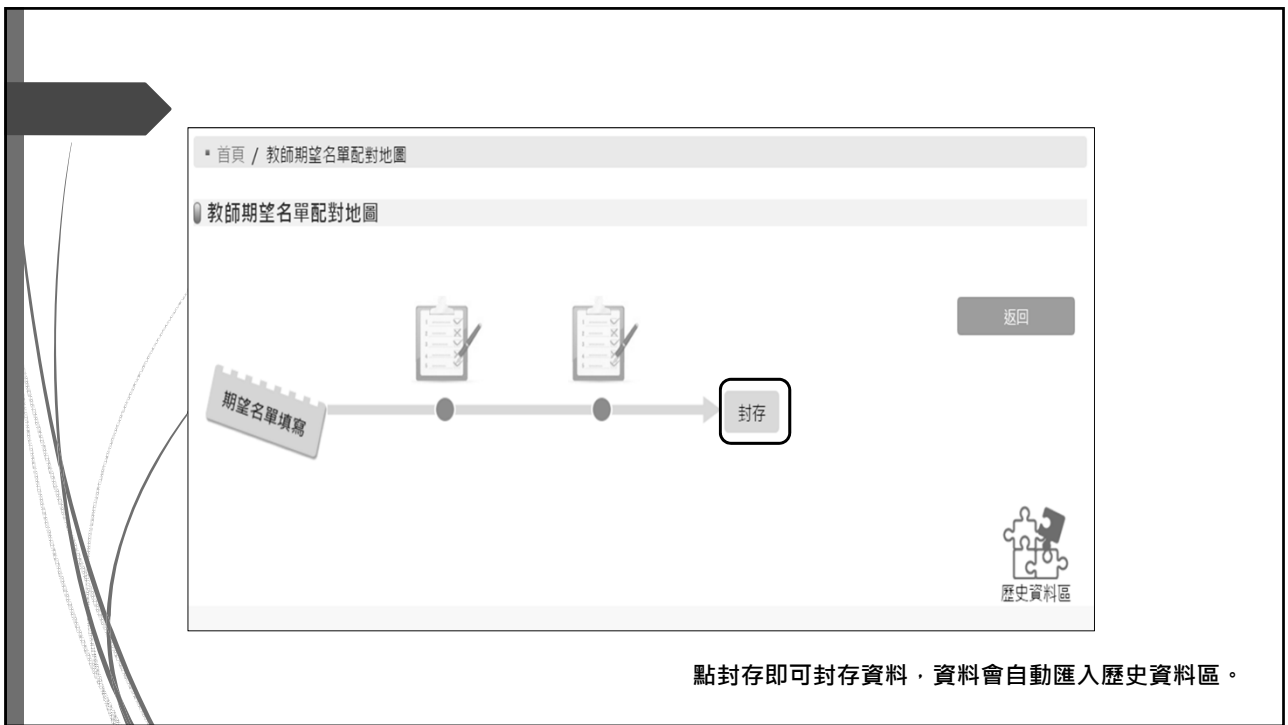 ▪ 首頁 / 教師期望名單配對地圖
教師期望名單配對地圖
返回
期望名單填寫
封存
歷史資料區
點封存即可封存資料，資料會自動匯入歷史資料區。